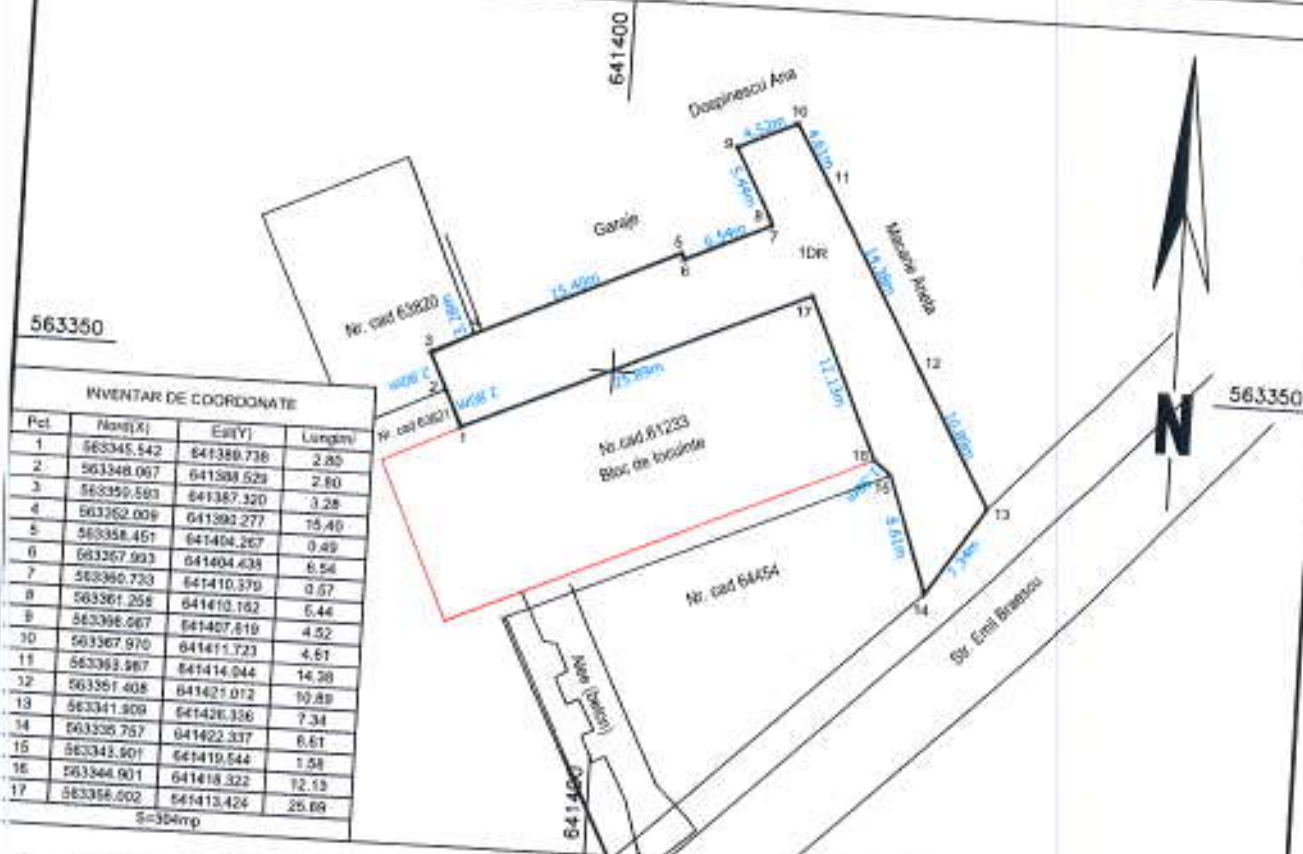 641400
Dospinescu Ana
10
4.52m
9
4.61m
11
5.44m
8
7
Garaje
5
6
6.54m
1DR
Macarie Aneta
14.38m
15.40m
17
Nr. cad 63820
3.28m
3
563350
2.80m
2
2.80m
25.89m
12.13m
12
563350
Nr. cad 63821
1
Nr.cad.61233
Bloc de locuinte
N
16
15
10.89m
13
8.61m
7.34m
14
Nr. cad 64454
Str. Emil Bratescu
Alee (beton)
641400
INVENTAR DE COORDONATE
Pct. Nord(X) Est(Y) Lungimi
1 563345.542 641389.736 2.80
2 563348.067 641388.529 2.80
3 563350.593 641387.320 3.28
4 563352.009 641390.277 15.40
5 563358.451 641404.267 0.49
6 563357.993 641404.438 6.54
7 563360.733 641410.379 0.57
8 563361.258 641410.162 5.44
9 563366.067 641407.619 4.52
10 563367.970 641411.723 4.61
11 563363.987 641414.044 14.38
12 563351.408 641421.012 10.89
13 563341.909 641426.336 7.34
14 563335.757 641422.337 8.61
15 563343.901 641419.544 1.58
16 563344.901 641418.322 12.13
17 563356.002 641413.424 25.89
S=304mp